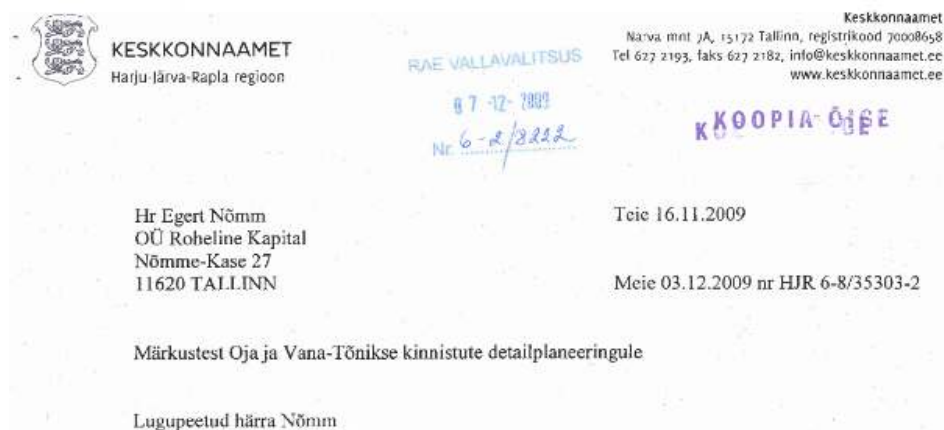 Keskkonnaamet
Narva mnt 7A, 15172 Tallinn, registrikood 70008658
Tel 627 2193, faks 627 2182, info@keskkonnaamet.ee
www.keskkonnaamet.ee
KESKKONNAAMET
Harju-Järva-Rapla regioon
RAE VALLAVALITSUS
07-12-2009
Nr. 6-2/8222
KOOPIA ÕIGE
Hr Egert Nõmm
OÜ Roheline Kapital
Nõmme-Kase 27
11620 TALLINN
Teie 16.11.2009
Meie 03.12.2009 nr HJR 6-8/35303-2
Märkustest Oja ja Vana-Tõnikse kinnistute detailplaneeringule
Lugupeetud härra Nõmm